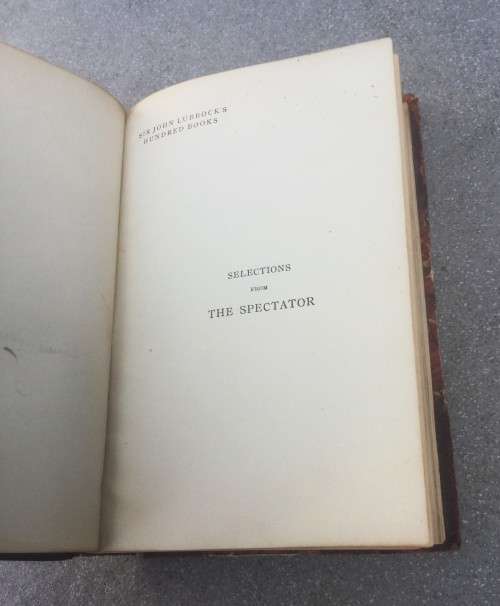 SIR JOHN LUBBOCK'S
HUNDRED BOOKS
SELECTIONS
FROM
THE SPECTATOR